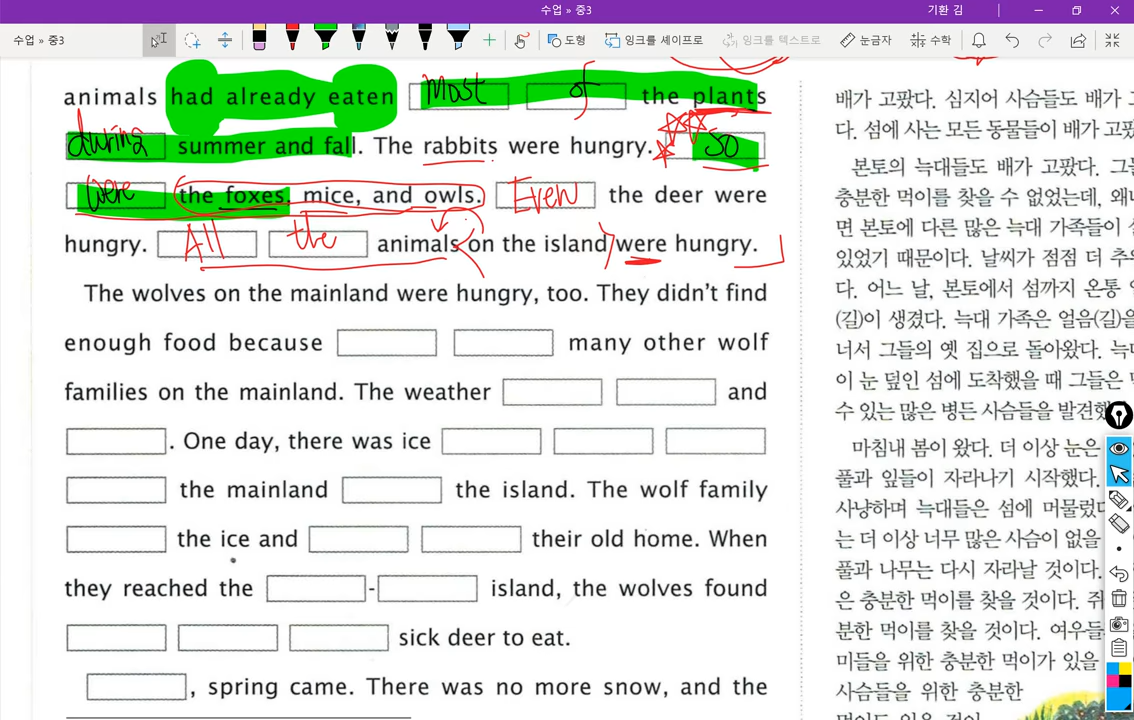 수업 » 중3
기환 김
수업 » 중3
도형
잉크를 셰이프로
잉크를 텍스트로
눈금자
수학
animals had already eaten most of the plants
during summer and fall. The rabbits were hungry. So
were the foxes, mice, and owls. Even the deer were
hungry. All the animals on the island were hungry.
The wolves on the mainland were hungry, too. They didn't find
enough food because many other wolf
families on the mainland. The weather and
. One day, there was ice
the mainland the island. The wolf family
the ice and their old home. When
they reached the - island, the wolves found
sick deer to eat.
, spring came. There was no more snow, and the
배가 고팠다. 심지어 사슴들도 배가
다. 섬에 사는 모든 동물들이 배가 고팠
본토의 늑대들도 배가 고팠다. 그들
충분한 먹이를 찾을 수 없었는데, 왜냐
면 본토에 다른 많은 늑대 가족들이
있었기 때문이다. 날씨가 점점 더 추
다. 어느 날, 본토에서 섬까지 온통
(길)이 생겼다. 늑대 가족은 얼음(길)을
너서 그들의 옛 집으로 돌아왔다. 늑
이 눈 덮인 섬에 도착했을 때 그들은
수 있는 많은 병든 사슴들을 발견했
마침내 봄이 왔다. 더 이상 눈은
풀과 잎들이 자라나기 시작했다.
사냥하며 늑대들은 섬에 머물렀다
는 더 이상 너무 많은 사슴이 없을
풀과 나무는 다시 자라날 것이다.
은 충분한 먹이를 찾을 것이다. 쥐
분한 먹이를 찾을 것이다. 여우들
미들을 위한 충분한 먹이가 있을
사슴들을 위한 충분한